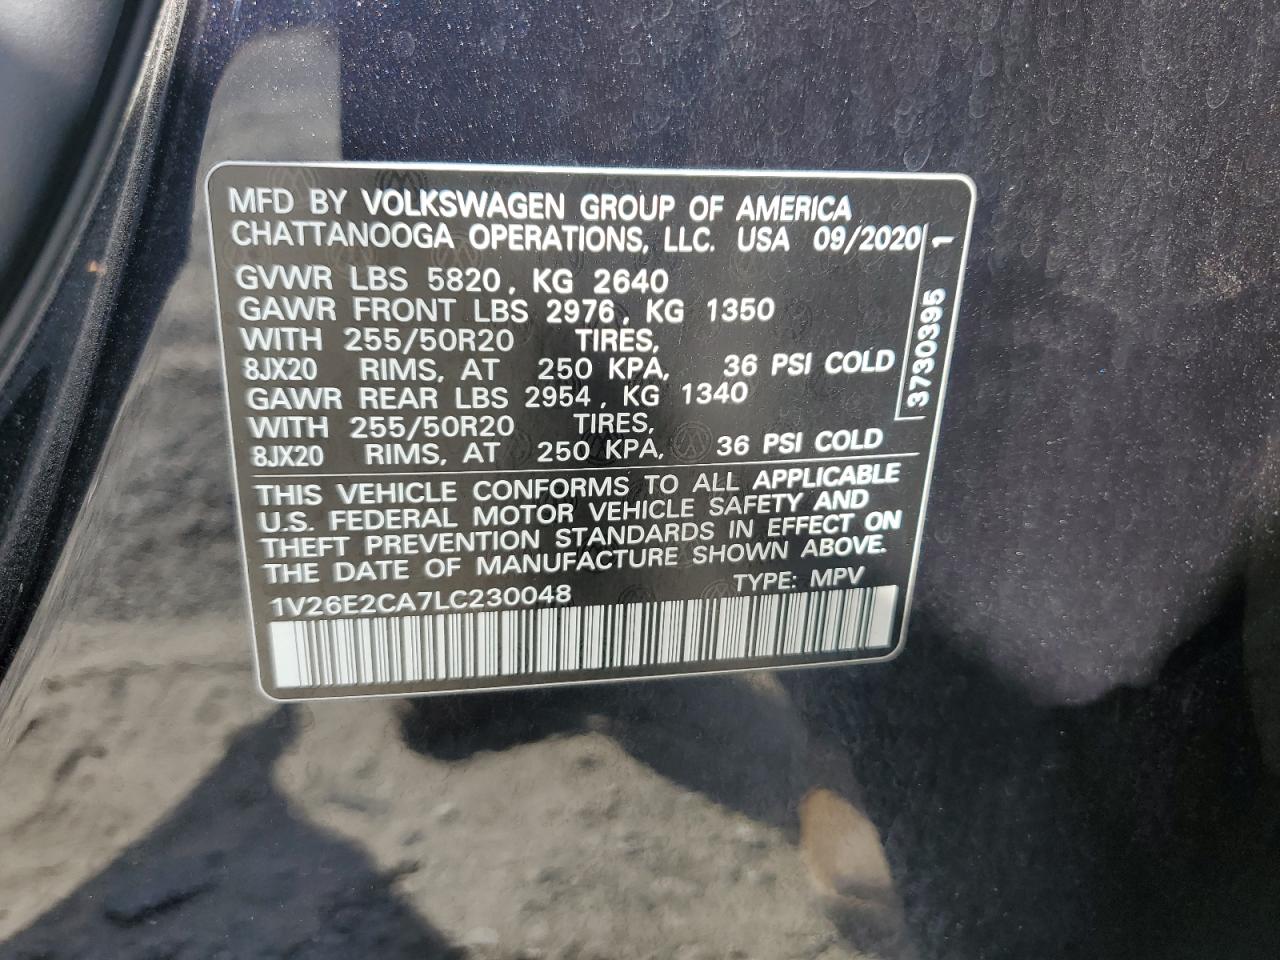 MFD BY VOLKSWAGEN GROUP OF AMERICA
CHATTANOOGA OPERATIONS, LLC. USA 09/2020
GVWR LBS 5820, KG 2640
GAWR FRONT LBS 2976, KG 1350
WITH 255/50R20 TIRES,
8JX20 RIMS, AT 250 KPA, 36 PSI COLD
GAWR REAR LBS 2954, KG 1340
WITH 255/50R20 TIRES,
8JX20 RIMS, AT 250 KPA, 36 PSI COLD
3730395 1
THIS VEHICLE CONFORMS TO ALL APPLICABLE
U.S. FEDERAL MOTOR VEHICLE SAFETY AND
THEFT PREVENTION STANDARDS IN EFFECT ON
THE DATE OF MANUFACTURE SHOWN ABOVE.
1V26E2CA7LC230048 TYPE: MPV